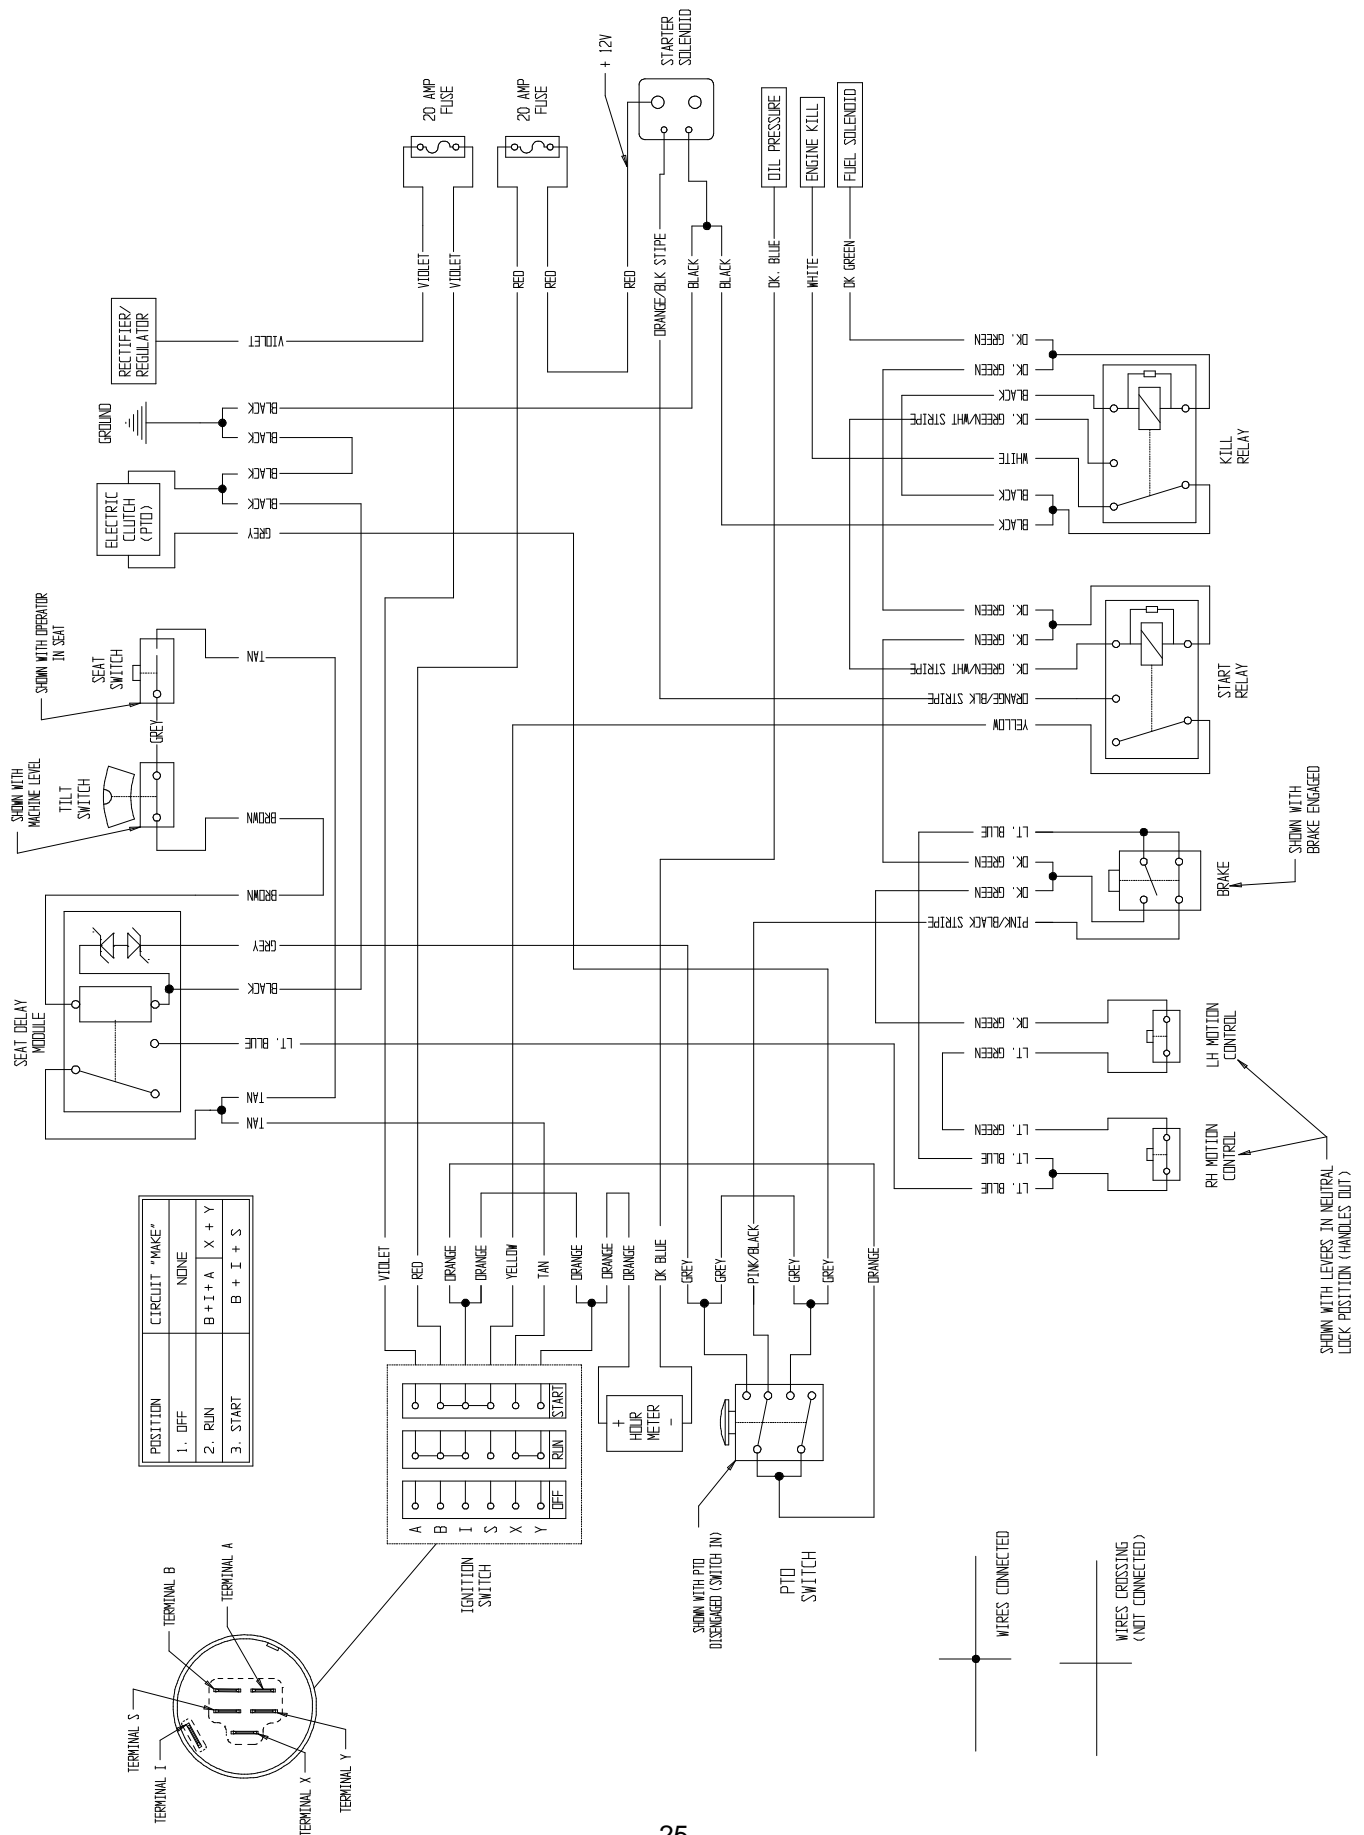 + 12V
STARTER
SOLENOID
20 AMP
FUSE
20 AMP
FUSE
OIL PRESSURE
ENGINE KILL
FUEL SOLENOID
VIOLET
VIOLET
RED
RED
RED
ORANGE/BLK STIPE
BLACK
BLACK
DK. BLUE
WHITE
DK GREEN
RECTIFIER/
REGULATOR
VIOLET
GROUND
BLACK
BLACK
BLACK
BLACK
ELECTRIC
CLUTCH
(PTO)
GREY
DK. GREEN
DK. GREEN
BLACK
DK. GREEN/WHT STRIPE
WHITE
BLACK
BLACK
KILL
RELAY
SHOWN WITH OPERATOR
IN SEAT
SEAT
SWITCH
TAN
GREY
DK. GREEN
DK. GREEN
DK. GREEN/WHT STRIPE
ORANGE/BLK STRIPE
YELLOW
START
RELAY
SHOWN WITH
MACHINE LEVEL
TILT
SWITCH
BROWN
BROWN
GREY
BLACK
SEAT DELAY
MODULE
LT. BLUE
TAN
TAN
LT. BLUE
DK. GREEN
DK. GREEN
PINK/BLACK STRIPE
BRAKE
SHOWN WITH
BRAKE ENGAGED
DK. GREEN
LT. GREEN
LH MOTION
CONTROL
LT. GREEN
LT. BLUE
LT. BLUE
RH MOTION
CONTROL
SHOWN WITH LEVERS IN NEUTRAL
LOCK POSITION (HANDLES OUT)
POSITION CIRCUIT "MAKE"
1. OFF NONE
2. RUN B+I+A X + Y
3. START B + I + S
VIOLET
RED
ORANGE
ORANGE
YELLOW
TAN
ORANGE
ORANGE
ORANGE
DK BLUE
GREY
GREY
PINK/BLACK
GREY
GREY
ORANGE
START
RUN
OFF
A
B
I
S
X
Y
IGNITION
SWITCH
+
HOUR
METER
-
SHOWN WITH PTO
DISENGAGED (SWITCH IN)
PTO
SWITCH
TERMINAL B
TERMINAL A
TERMINAL S
TERMINAL I
TERMINAL X
TERMINAL Y
WIRES CONNECTED
WIRES CROSSING
(NOT CONNECTED)
25